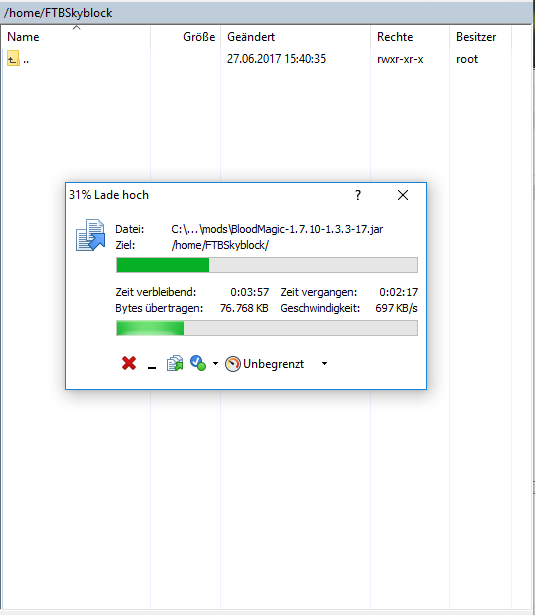 /home/FTBSkyblock
Name Größe Geändert Rechte Besitzer
.. 27.06.2017 15:40:35 rwxr-xr-x root
31% Lade hoch ?
Datei: C:\...\mods\BloodMagic-1.7.10-1.3.3-17.jar
Ziel: /home/FTBSkyblock/
Zeit verbleibend: 0:03:57 Zeit vergangen: 0:02:17
Bytes übertragen: 76.768 KB Geschwindigkeit: 697 KB/s
Unbegrenzt